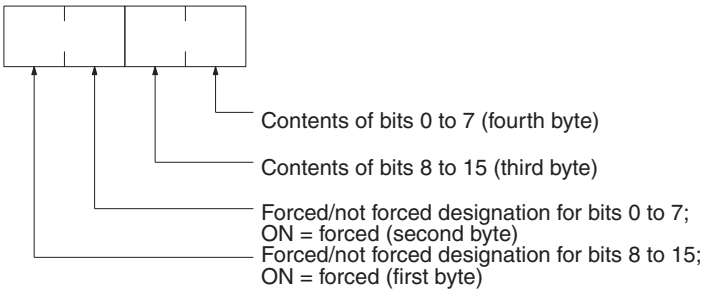 Contents of bits 0 to 7 (fourth byte)
Contents of bits 8 to 15 (third byte)
Forced/not forced designation for bits 0 to 7;
ON = forced (second byte)
Forced/not forced designation for bits 8 to 15;
ON = forced (first byte)